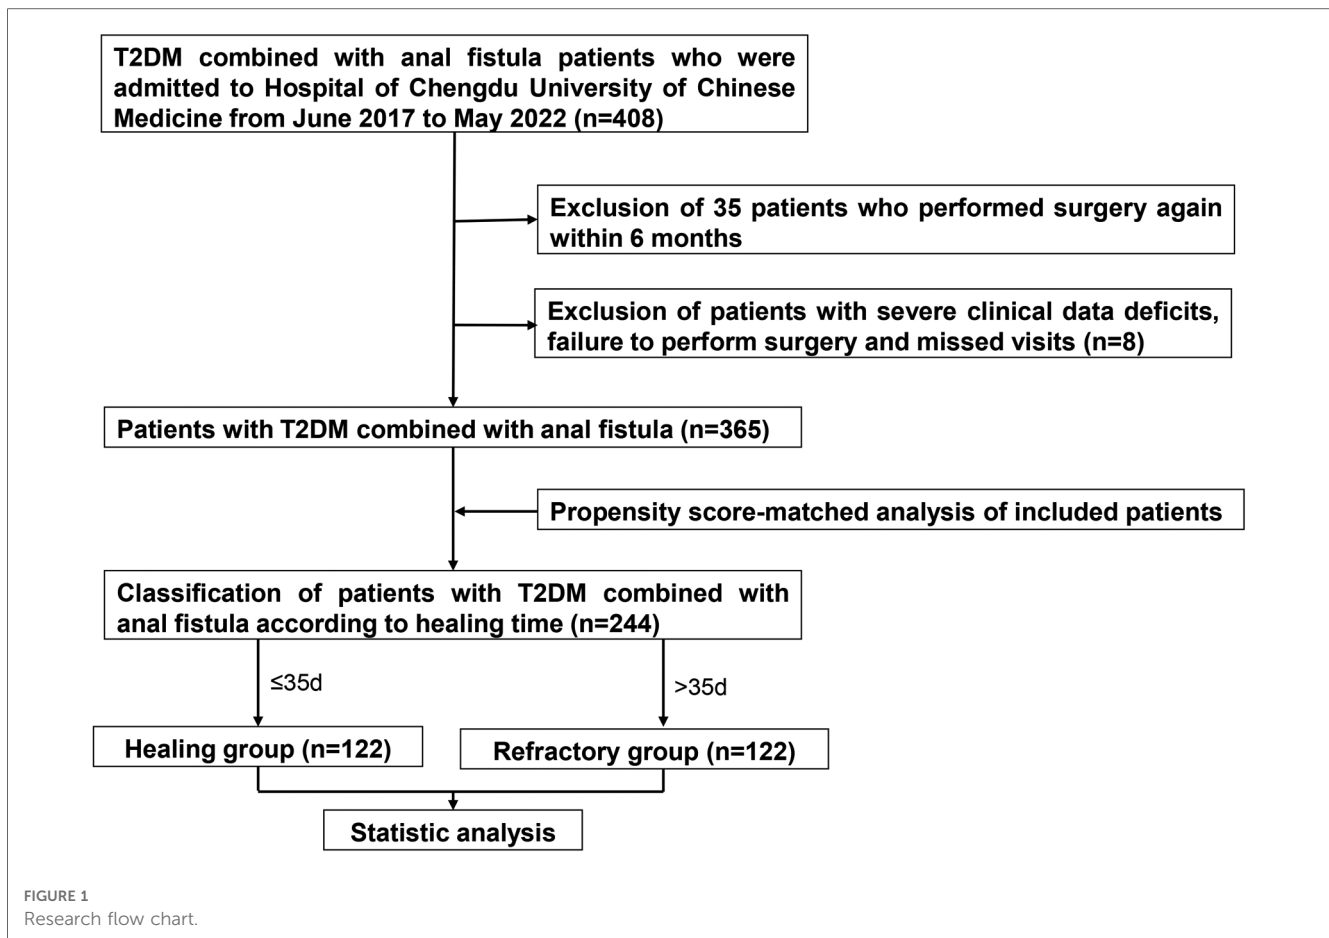 T2DM combined with anal fistula patients who were
admitted to Hospital of Chengdu University of Chinese
Medicine from June 2017 to May 2022 (n=408)
Exclusion of 35 patients who performed surgery again
within 6 months
Exclusion of patients with severe clinical data deficits,
failure to perform surgery and missed visits (n=8)
Patients with T2DM combined with anal fistula (n=365)
Propensity score-matched analysis of included patients
Classification of patients with T2DM combined with
anal fistula according to healing time (n=244)
≤35d
>35d
Healing group (n=122)
Refractory group (n=122)
Statistic analysis
FIGURE 1
Research flow chart.